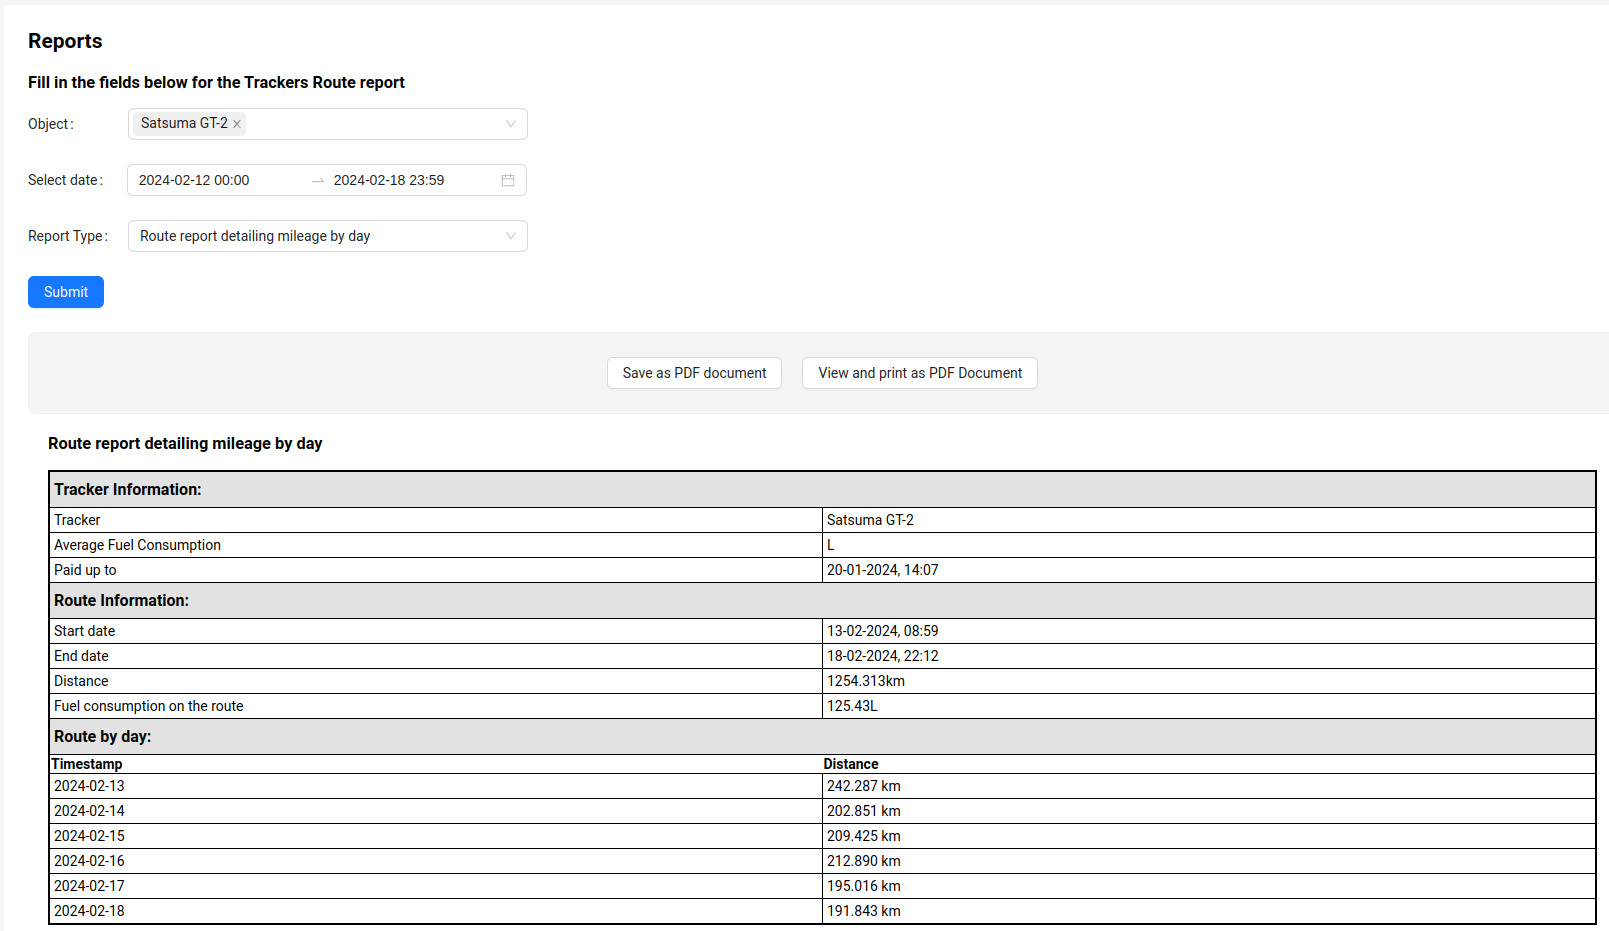 Reports
Fill in the fields below for the Trackers Route report
Object: Satsuma GT-2
Select date: 2024-02-12 00:00 → 2024-02-18 23:59
Report Type: Route report detailing mileage by day
Submit
Save as PDF document View and print as PDF Document
Route report detailing mileage by day
Tracker Information:
Tracker Satsuma GT-2
Average Fuel Consumption L
Paid up to 20-01-2024, 14:07
Route Information:
Start date 13-02-2024, 08:59
End date 18-02-2024, 22:12
Distance 1254.313km
Fuel consumption on the route 125.43L
Route by day:
Timestamp Distance
2024-02-13 242.287 km
2024-02-14 202.851 km
2024-02-15 209.425 km
2024-02-16 212.890 km
2024-02-17 195.016 km
2024-02-18 191.843 km